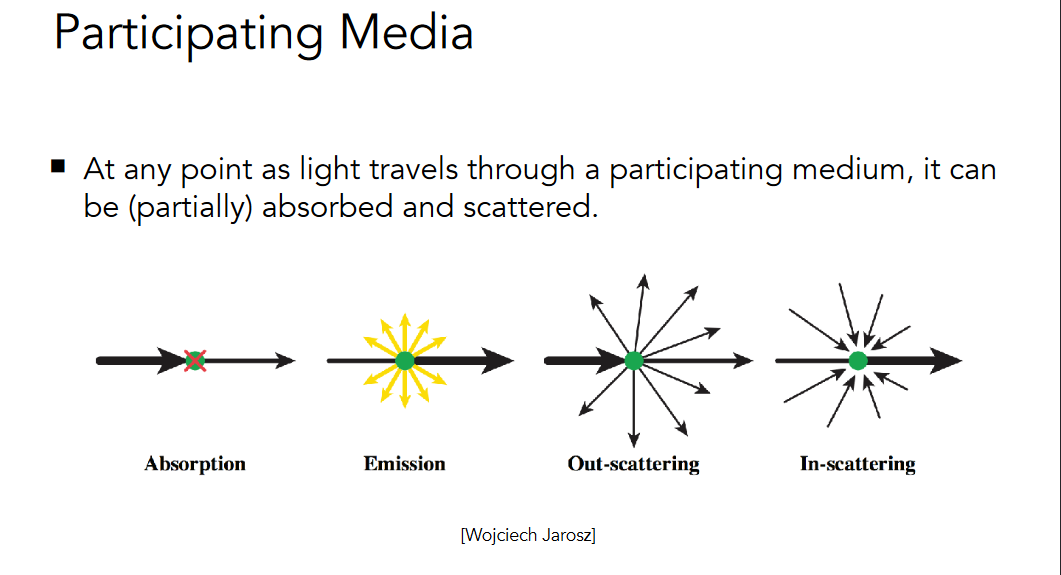 Participating Media
■ At any point as light travels through a participating medium, it can
be (partially) absorbed and scattered.
Absorption Emission Out-scattering In-scattering
[Wojciech Jarosz]